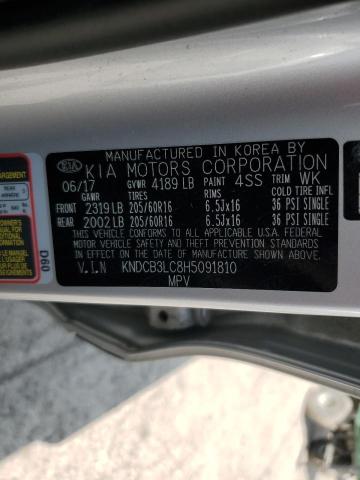 MANUFACTURED IN KOREA BY
KIA KIA MOTORS CORPORATION
06/17 GVWR 4189 LB PAINT 4SS TRIM WK
GAWR TIRES RIMS COLD TIRE INFL
FRONT 2319 LB 205/60R16 6,5Jx16 36 PSI SINGLE
REAR 2002 LB 205/60R16 6,5Jx16 36 PSI SINGLE
THIS VEHICLE CONFORMS TO ALL APPLICABLE U.S.A. FEDERAL MOTOR
VEHICLE SAFETY, BUMPER, AND THEFT PREVENTION STANDARDS IN
EFFECT ON THE DATE OF MANUFACTURE SHOWN ABOVE
V.I.N KNDCB3LC8H5091810
MPV
D60